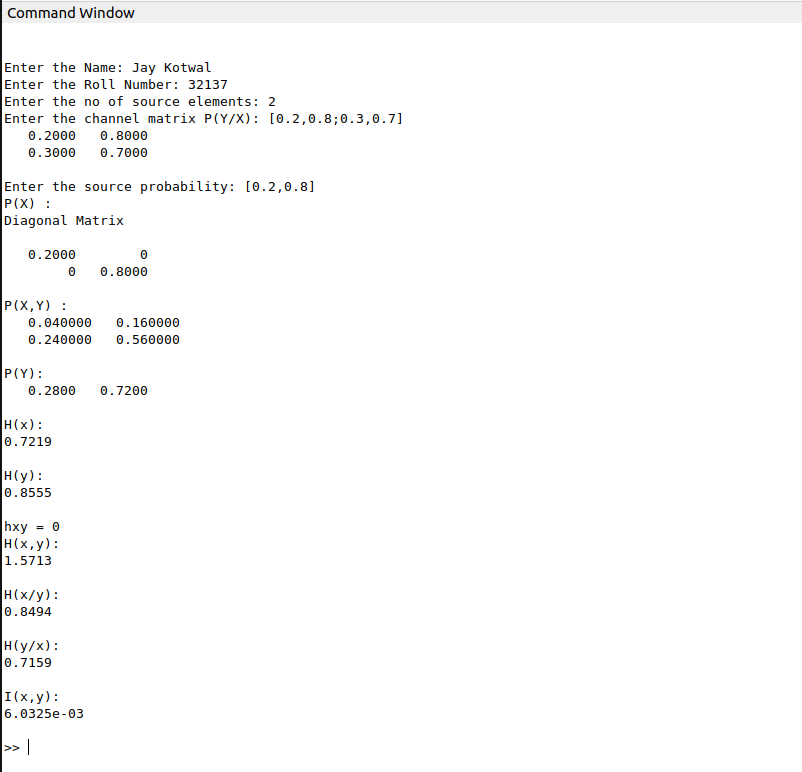 Command Window
Enter the Name: Jay Kotwal
Enter the Roll Number: 32137
Enter the no of source elements: 2
Enter the channel matrix P(Y/X): [0.2,0.8;0.3,0.7]
0.2000 0.8000
0.3000 0.7000
Enter the source probability: [0.2,0.8]
P(X) :
Diagonal Matrix
0.2000 0
0 0.8000
P(X,Y) :
0.040000 0.160000
0.240000 0.560000
P(Y):
0.2800 0.7200
H(x):
0.7219
H(y):
0.8555
hxy = 0
H(x,y):
1.5713
H(x/y):
0.8494
H(y/x):
0.7159
I(x,y):
6.0325e-03
>>